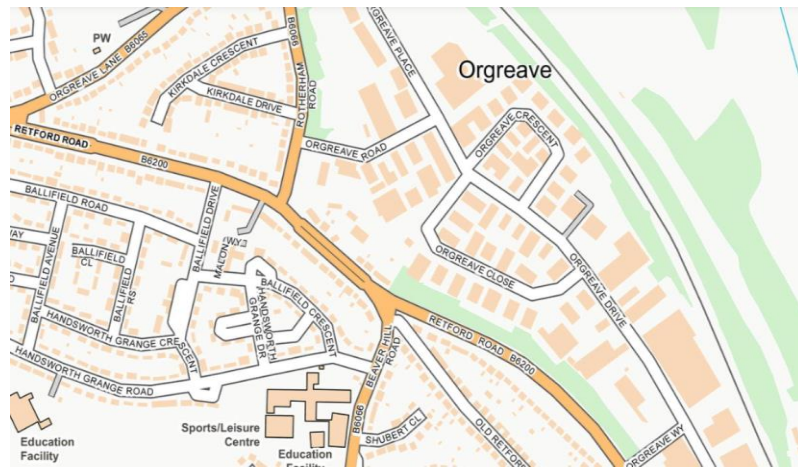 PW
ORGREAVE LANE B6065
KIRKDALE CRESCENT
KIRKDALE DRIVE
B6066
ROTHERHAM
ROAD
ORGREAVE PLACE
Orgreave
ORGREAVE CRESCENT
RETFORD ROAD
B6200
ORGREAVE ROAD
BALLIFIELD ROAD
BALLIFIELD DRIVE
WAY
BALLIFIELD AVENUE
BALLIFIELD
CL
BALLIFIELD
RS
ORGREAVE CLOSE
ORGREAVE DRIVE
BALLIFIELD CRESCENT
HANDSWORTH
GRANGE DR
HANDSWORTH GRANGE CRESCENT
HANDSWORTH GRANGE ROAD
RETFORD ROAD B6200
BEAVER HILL
ROAD
B6066
SHUBERT CL
OLD RETFORD
ORGREAVE WY
Sports/Leisure
Centre
Education
Facility
Education
Facility